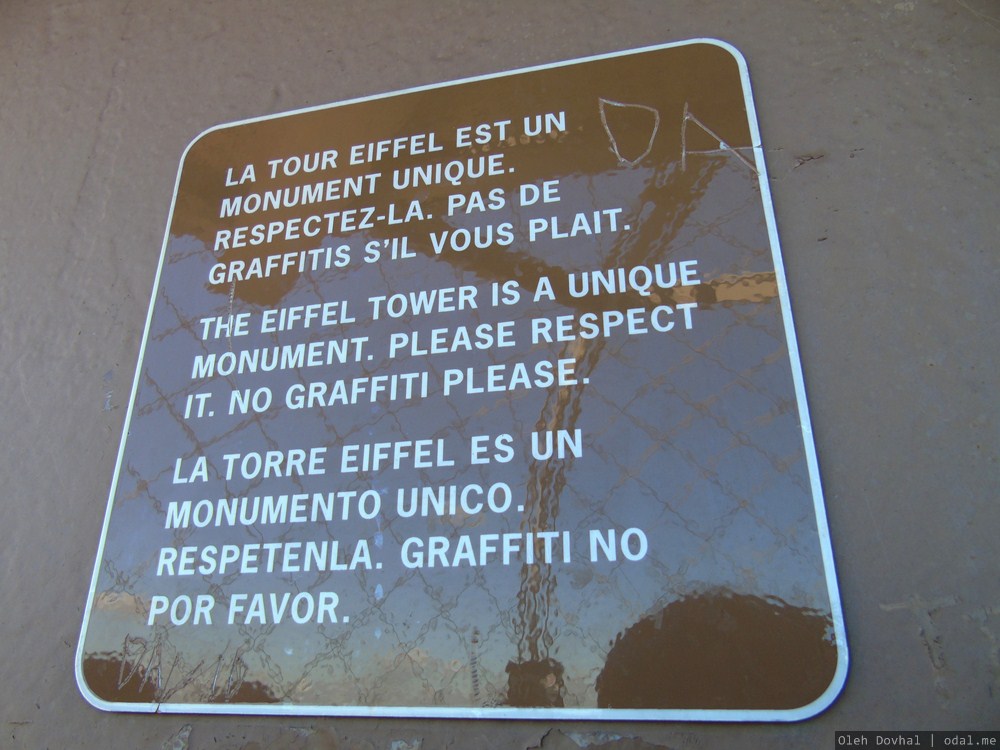 LA TOUR EIFFEL EST UN
MONUMENT UNIQUE.
RESPECTEZ-LA. PAS DE
GRAFFITIS S'IL VOUS PLAIT.
THE EIFFEL TOWER IS A UNIQUE
MONUMENT. PLEASE RESPECT
IT. NO GRAFFITI PLEASE.
LA TORRE EIFFEL ES UN
MONUMENTO UNICO.
RESPETENLA. GRAFFITI NO
POR FAVOR.
DA
Oleh Dovhal | odal.me